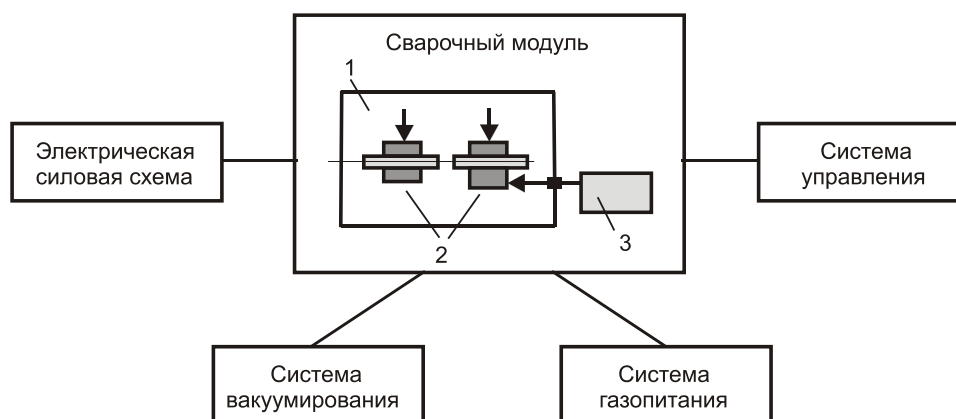 Сварочный модуль
1
Электрическая
силовая схема
Система
управления
2
3
Система
вакуумирования
Система
газопитания